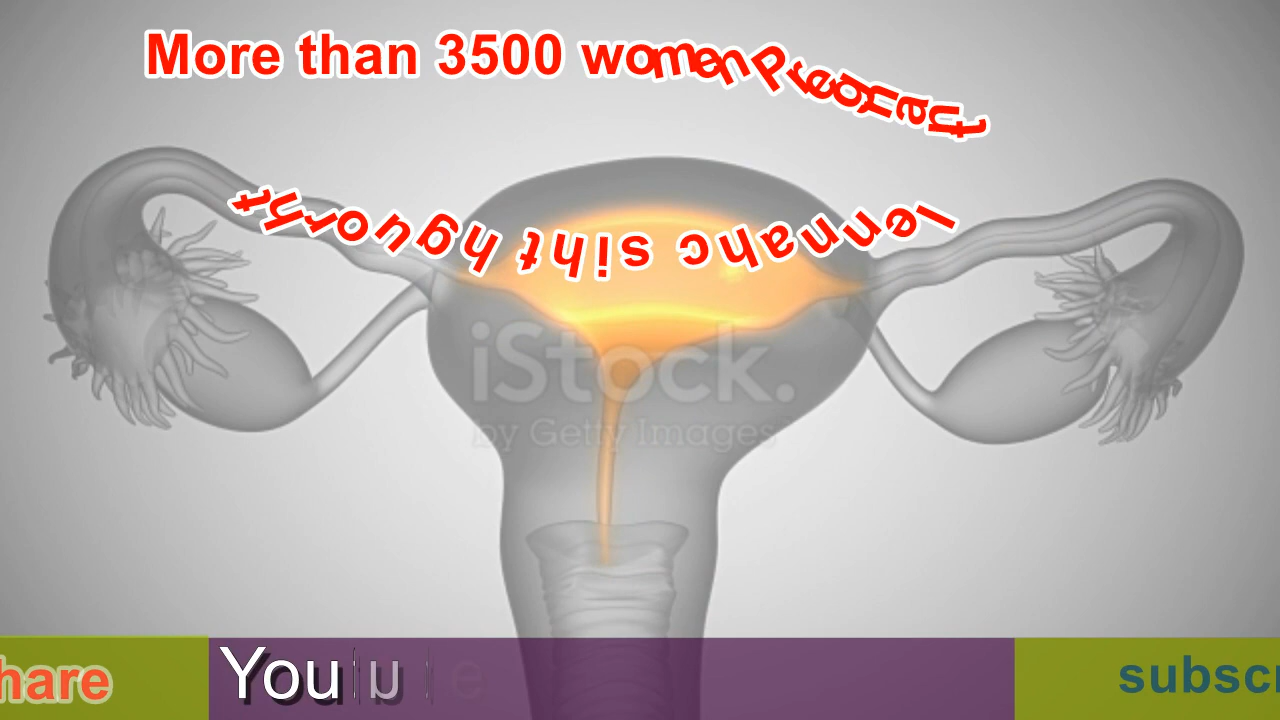 More than 3500 women Pregnant
through this channel
iStock.
by Getty Images
hare
You
subscr